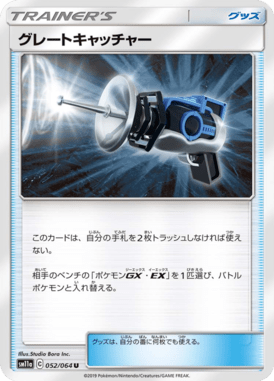 TRAINER'S グッズ
グレートキャッチャー
このカードは、自分の手札を2枚トラッシュしなければ使え
ない。
相手のベンチの「ポケモンGX・EX」を1匹選び、バトル
ポケモンと入れ替える。
Illus.Studio Bora Inc.
sm11a C 052/064 U
©2019 Pokémon/Nintendo/Creatures/GAME FREAK.
グッズは、自分の番に何枚でも使えます。